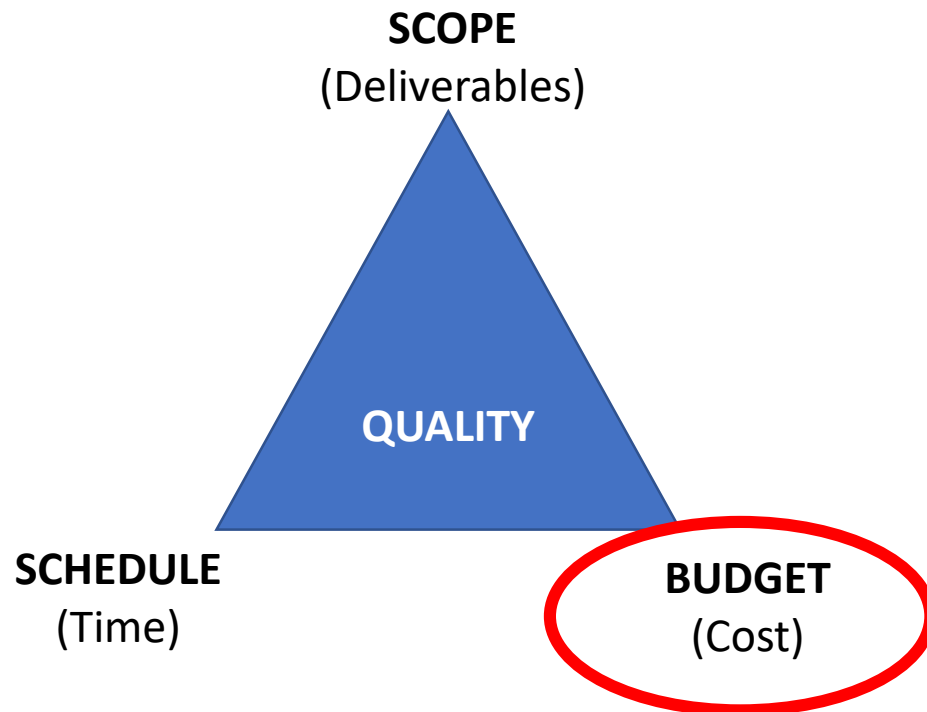 SCOPE
(Deliverables)
QUALITY
SCHEDULE
(Time)
BUDGET
(Cost)